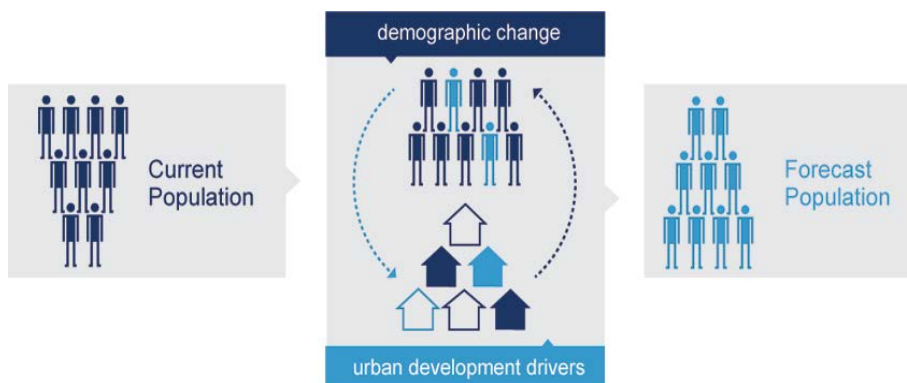 demographic change
Current
Population
Forecast
Population
urban development drivers